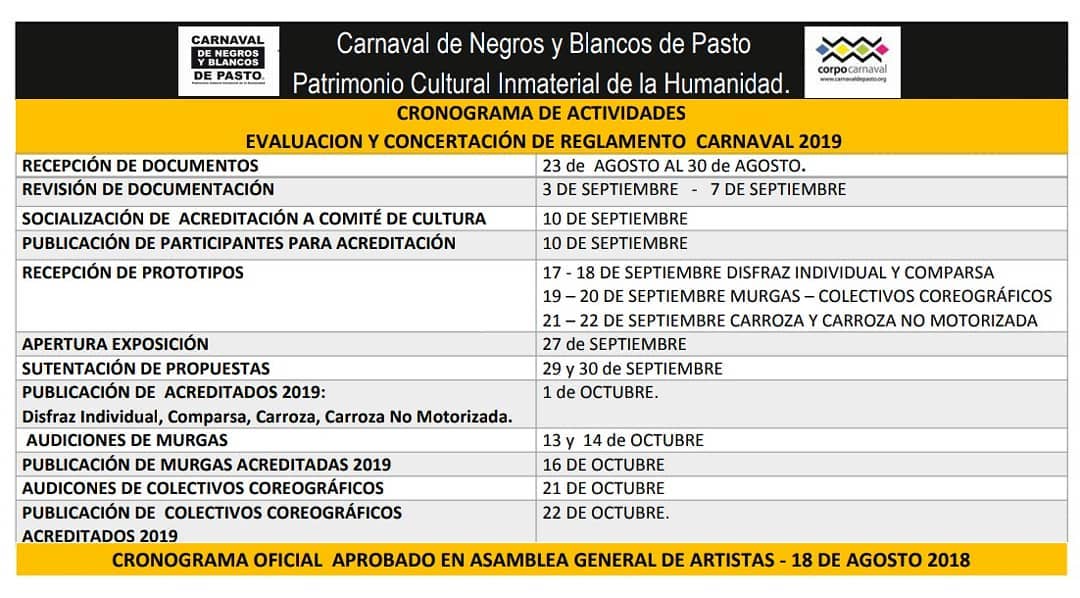 CARNAVAL
DE NEGROS
Y BLANCOS
DE PASTO.
Carnaval de Negros y Blancos de Pasto
Patrimonio Cultural Inmaterial de la Humanidad.
corpocarnaval
www.carnavaldepasto.org
CRONOGRAMA DE ACTIVIDADES
EVALUACION Y CONCERTACIÓN DE REGLAMENTO CARNAVAL 2019
RECEPCIÓN DE DOCUMENTOS 23 de AGOSTO AL 30 de AGOSTO.
REVISIÓN DE DOCUMENTACIÓN 3 DE SEPTIEMBRE - 7 DE SEPTIEMBRE
SOCIALIZACIÓN DE ACREDITACIÓN A COMITÉ DE CULTURA 10 DE SEPTIEMBRE
PUBLICACIÓN DE PARTICIPANTES PARA ACREDITACIÓN 10 DE SEPTIEMBRE
RECEPCIÓN DE PROTOTIPOS 17 - 18 DE SEPTIEMBRE DISFRAZ INDIVIDUAL Y COMPARSA
19 – 20 DE SEPTIEMBRE MURGAS – COLECTIVOS COREOGRÁFICOS
21 – 22 DE SEPTIEMBRE CARROZA Y CARROZA NO MOTORIZADA
APERTURA EXPOSICIÓN 27 de SEPTIEMBRE
SUTENTACIÓN DE PROPUESTAS 29 y 30 de SEPTIEMBRE
PUBLICACIÓN DE ACREDITADOS 2019: 1 de OCTUBRE.
Disfraz Individual, Comparsa, Carroza, Carroza No Motorizada.
AUDICIONES DE MURGAS 13 y 14 de OCTUBRE
PUBLICACIÓN DE MURGAS ACREDITADAS 2019 16 DE OCTUBRE
AUDICONES DE COLECTIVOS COREOGRÁFICOS 21 DE OCTUBRE
PUBLICACIÓN DE COLECTIVOS COREOGRÁFICOS 22 DE OCTUBRE.
ACREDITADOS 2019
CRONOGRAMA OFICIAL APROBADO EN ASAMBLEA GENERAL DE ARTISTAS - 18 DE AGOSTO 2018